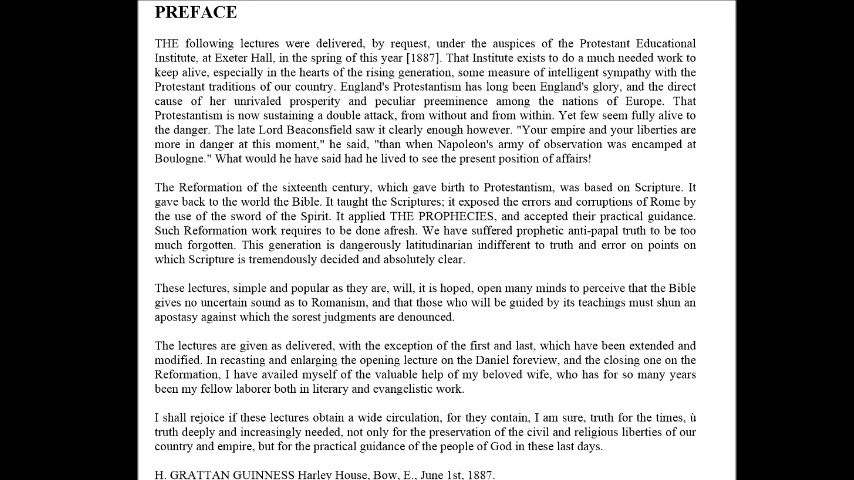 PREFACE
THE following lectures were delivered, by request, under the auspices of the Protestant Educational
Institute, at Exeter Hall, in the spring of this year [1887]. That Institute exists to do a much needed work to
keep alive, especially in the hearts of the rising generation, some measure of intelligent sympathy with the
Protestant traditions of our country. England's Protestantism has long been England's glory, and the direct
cause of her unrivaled prosperity and peculiar preeminence among the nations of Europe. That
Protestantism is now sustaining a double attack, from without and from within. Yet few seem fully alive to
the danger. The late Lord Beaconsfield saw it clearly enough however. "Your empire and your liberties are
more in danger at this moment," he said, "than when Napoleon's army of observation was encamped at
Boulogne." What would he have said had he lived to see the present position of affairs!
The Reformation of the sixteenth century, which gave birth to Protestantism, was based on Scripture. It
gave back to the world the Bible. It taught the Scriptures; it exposed the errors and corruptions of Rome by
the use of the sword of the Spirit. It applied THE PROPHECIES, and accepted their practical guidance.
Such Reformation work requires to be done afresh. We have suffered prophetic anti-papal truth to be too
much forgotten. This generation is dangerously latitudinarian indifferent to truth and error on points on
which Scripture is tremendously decided and absolutely clear.
These lectures, simple and popular as they are, will, it is hoped, open many minds to perceive that the Bible
gives no uncertain sound as to Romanism, and that those who will be guided by its teachings must shun an
apostasy against which the sorest judgments are denounced.
The lectures are given as delivered, with the exception of the first and last, which have been extended and
modified. In recasting and enlarging the opening lecture on the Daniel foreview, and the closing one on the
Reformation, I have availed myself of the valuable help of my beloved wife, who has for so many years
been my fellow laborer both in literary and evangelistic work.
I shall rejoice if these lectures obtain a wide circulation, for they contain, I am sure, truth for the times, ù
truth deeply and increasingly needed, not only for the preservation of the civil and religious liberties of our
country and empire, but for the practical guidance of the people of God in these last days.
H. GRATTAN GUINNESS Harley House, Bow, E., June 1st, 1887.